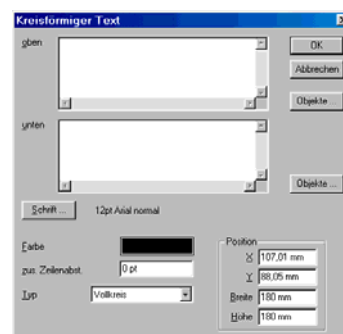 Kreisförmiger Text
oben
OK
Abbrechen
Objekte ...
unten
Objekte ...
Schrift ...
12pt Arial normal
Farbe
zus. Zeilenabst.
0 pt
Typ
Vollkreis
Position
X 107,01 mm
Y 88,05 mm
Breite 180 mm
Höhe 180 mm